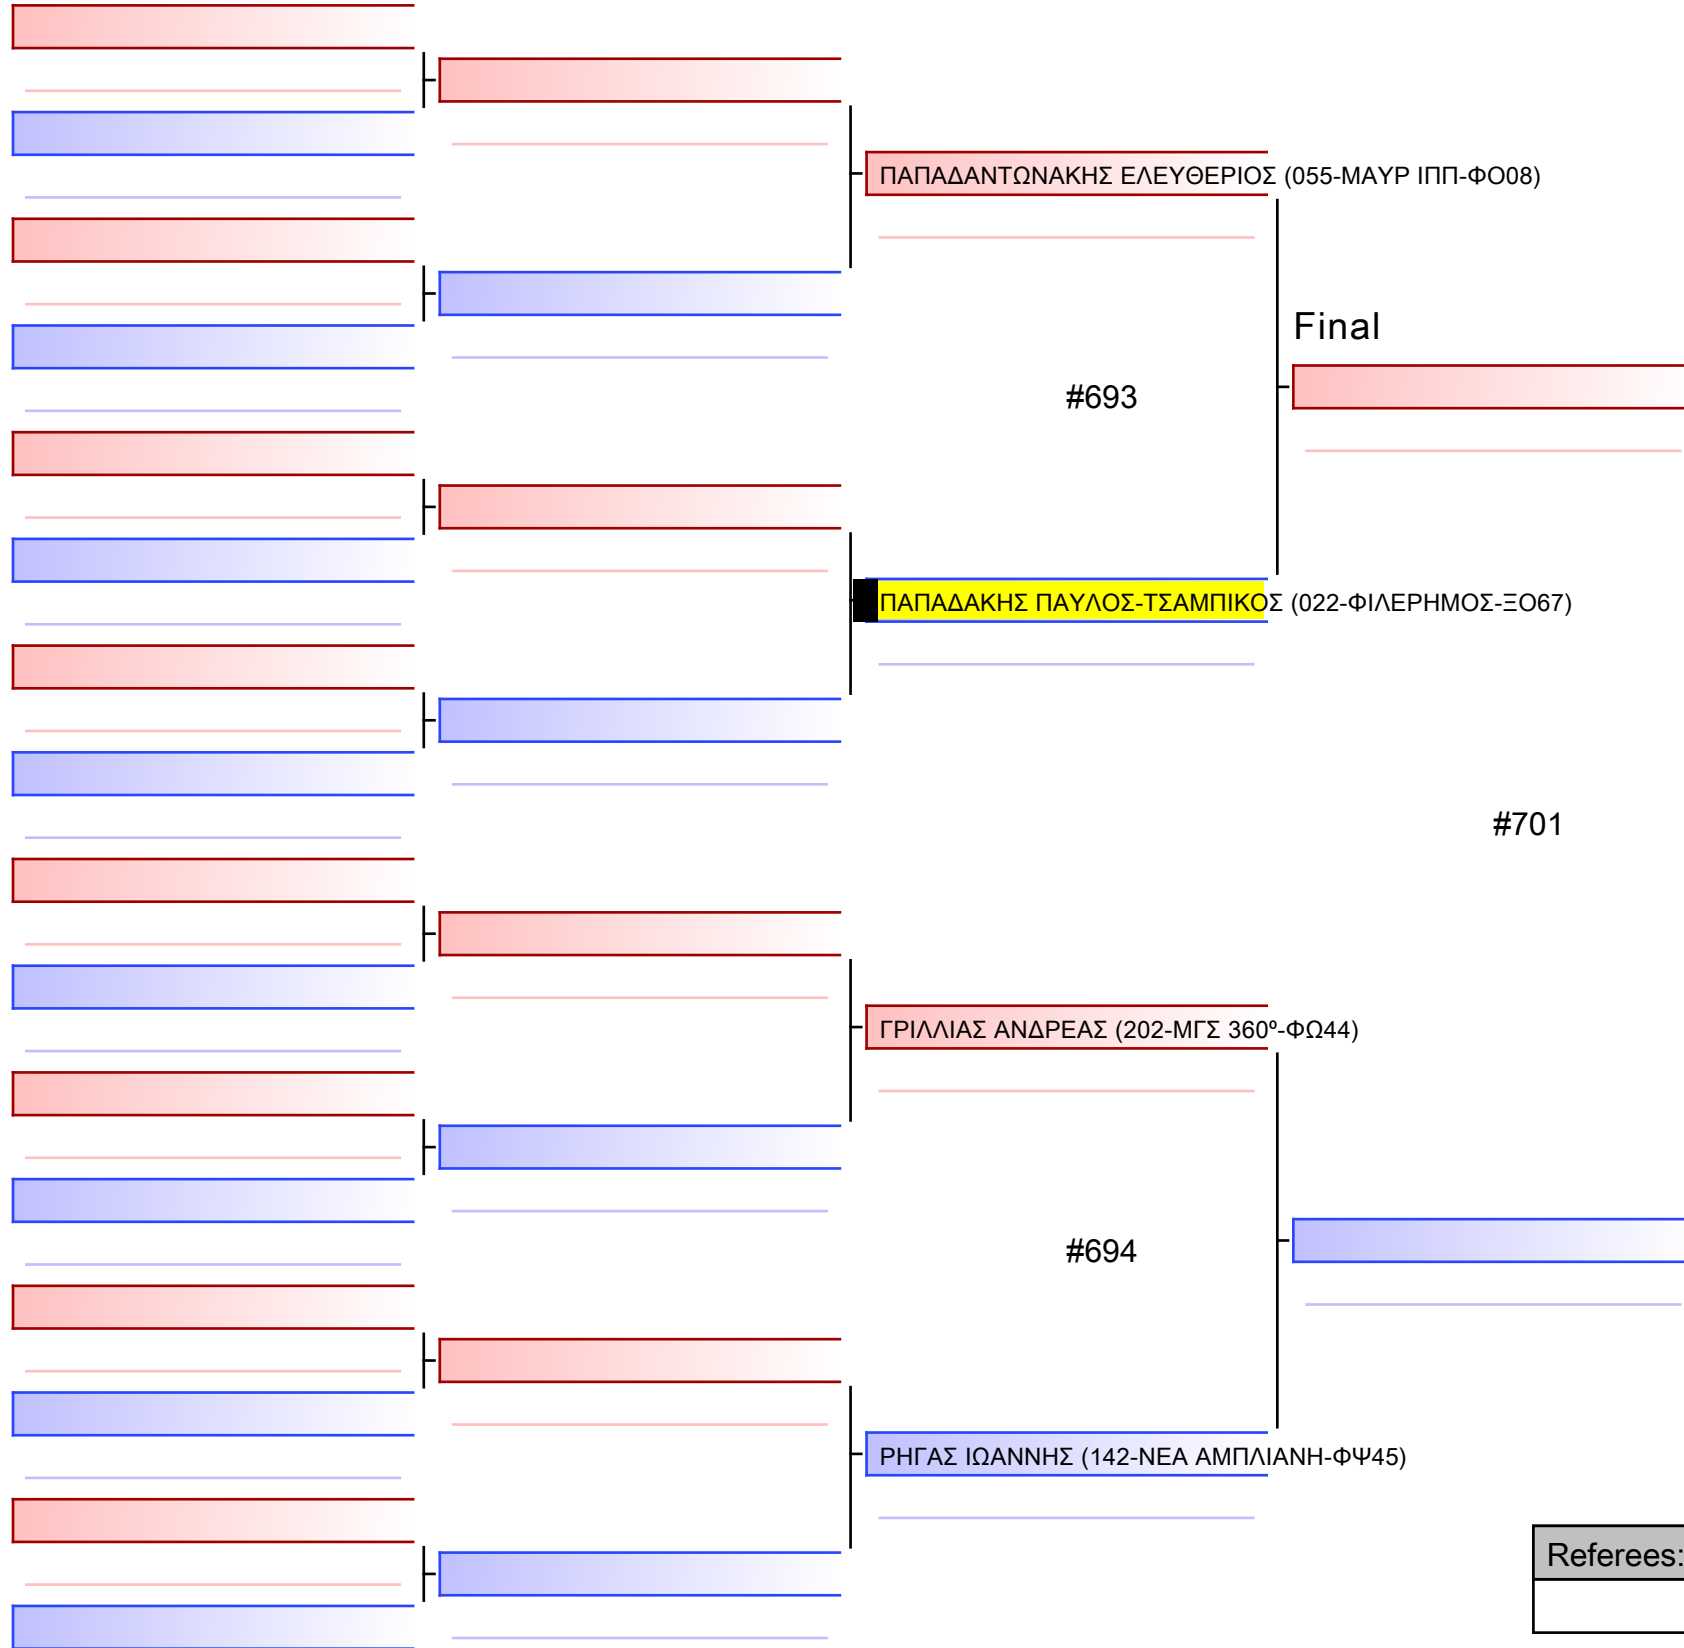 ΠΑΠΑΔΑΝΤΩΝΑΚΗΣ ΕΛΕΥΘΕΡΙΟΣ (055-ΜΑΥΡ ΙΠΠ-ΦΟ08)
Final
#693
ΠΑΠΑΔΑΚΗΣ ΠΑΥΛΟΣ-ΤΣΑΜΠΙΚΟΣ (022-ΦΙΛΕΡΗΜΟΣ-ΞΟ67)
#701
ΓΡΙΛΛΙΑΣ ΑΝΔΡΕΑΣ (202-ΜΓΣ 360º-ΦΩ44)
#694
ΡΗΓΑΣ ΙΩΑΝΝΗΣ (142-ΝΕΑ ΑΜΠΛΙΑΝΗ-ΦΨ45)
Referees: